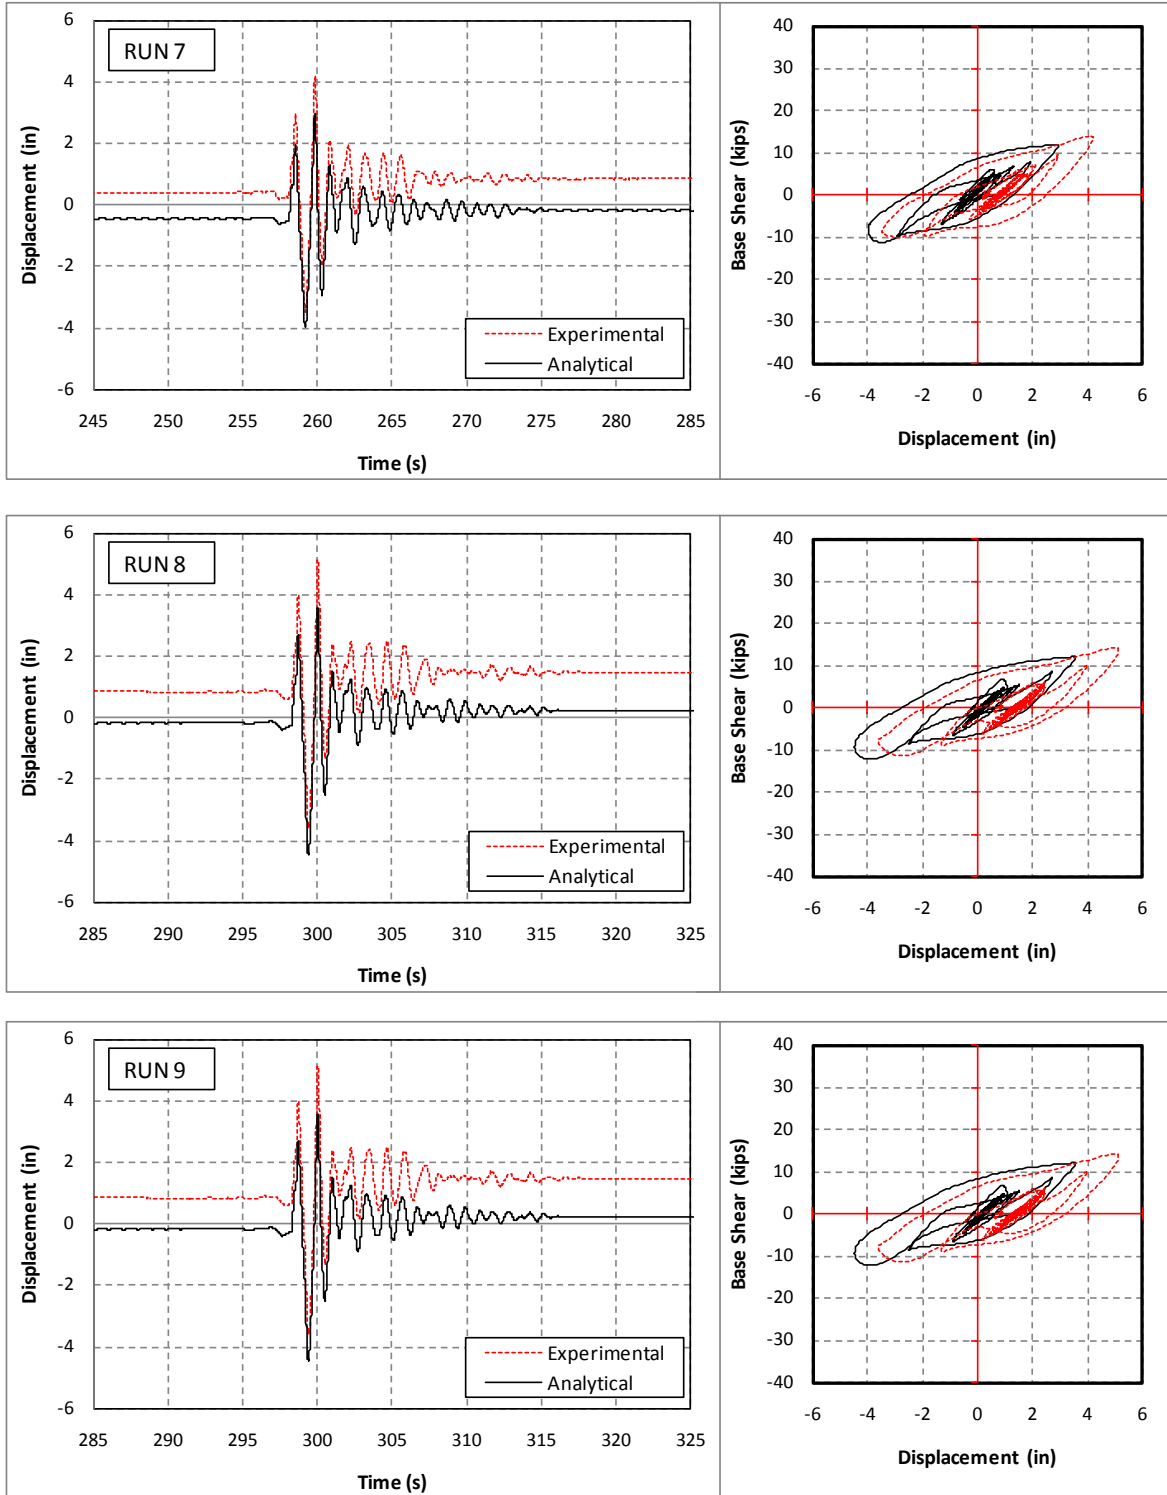 RUN 7
Displacement (in)
6
4
2
0
-2
-4
-6
Experimental
Analytical
245 250 255 260 265 270 275 280 285
Time (s)
Base Shear (kips)
40
30
20
10
0
-10
-20
-30
-40
-6 -4 -2 0 2 4 6
Displacement (in)
RUN 8
Displacement (in)
6
4
2
0
-2
-4
-6
Experimental
Analytical
285 290 295 300 305 310 315 320 325
Time (s)
Base Shear (kips)
40
30
20
10
0
-10
-20
-30
-40
-6 -4 -2 0 2 4 6
Displacement (in)
RUN 9
Displacement (in)
6
4
2
0
-2
-4
-6
Experimental
Analytical
285 290 295 300 305 310 315 320 325
Time (s)
Base Shear (kips)
40
30
20
10
0
-10
-20
-30
-40
-6 -4 -2 0 2 4 6
Displacement (in)